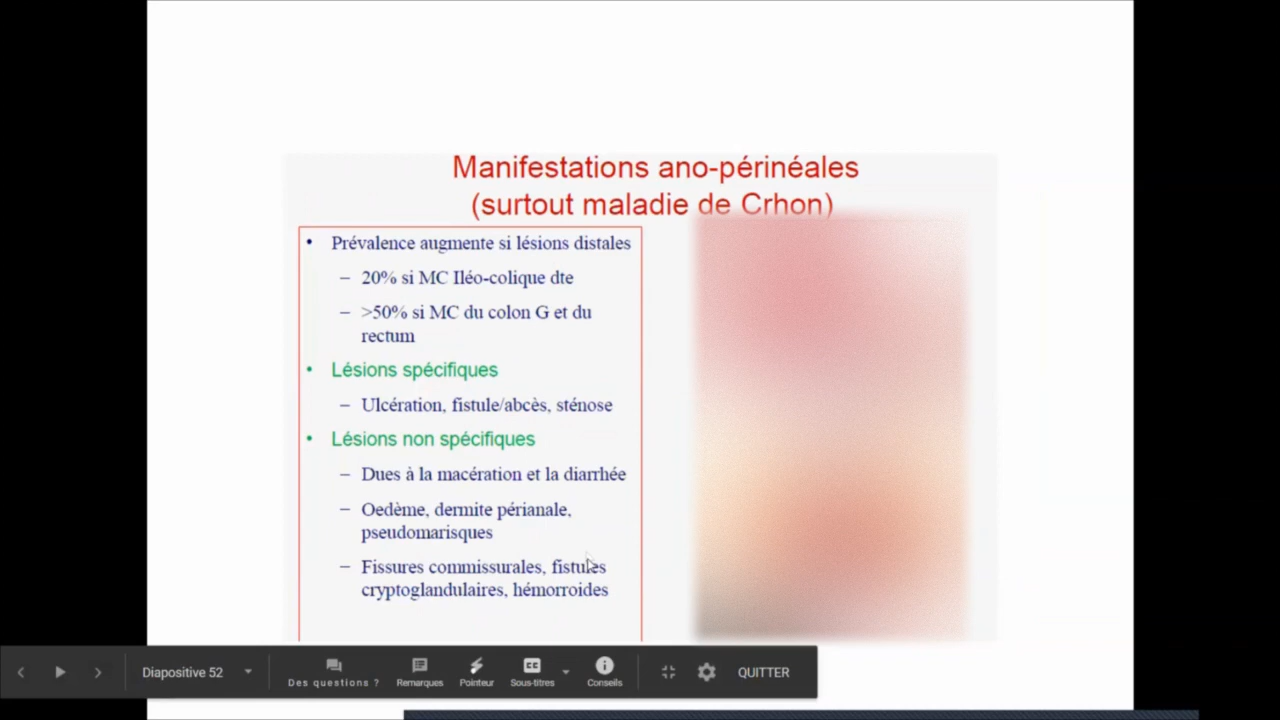 Manifestations ano-périnéales
(surtout maladie de Crhon)
• Prévalence augmente si lésions distales
– 20% si MC Iléo-colique dte
– >50% si MC du colon G et du
rectum
• Lésions spécifiques
– Ulcération, fistule/abcès, sténose
• Lésions non spécifiques
– Dues à la macération et la diarrhée
– Oedème, dermite périanale,
pseudomarisques
– Fissures commissurales, fistules
cryptoglandulaires, hémorroides
Diapositive 52
Des questions ?
Remarques
Pointeur
CC
Sous-titres
Conseils
QUITTER